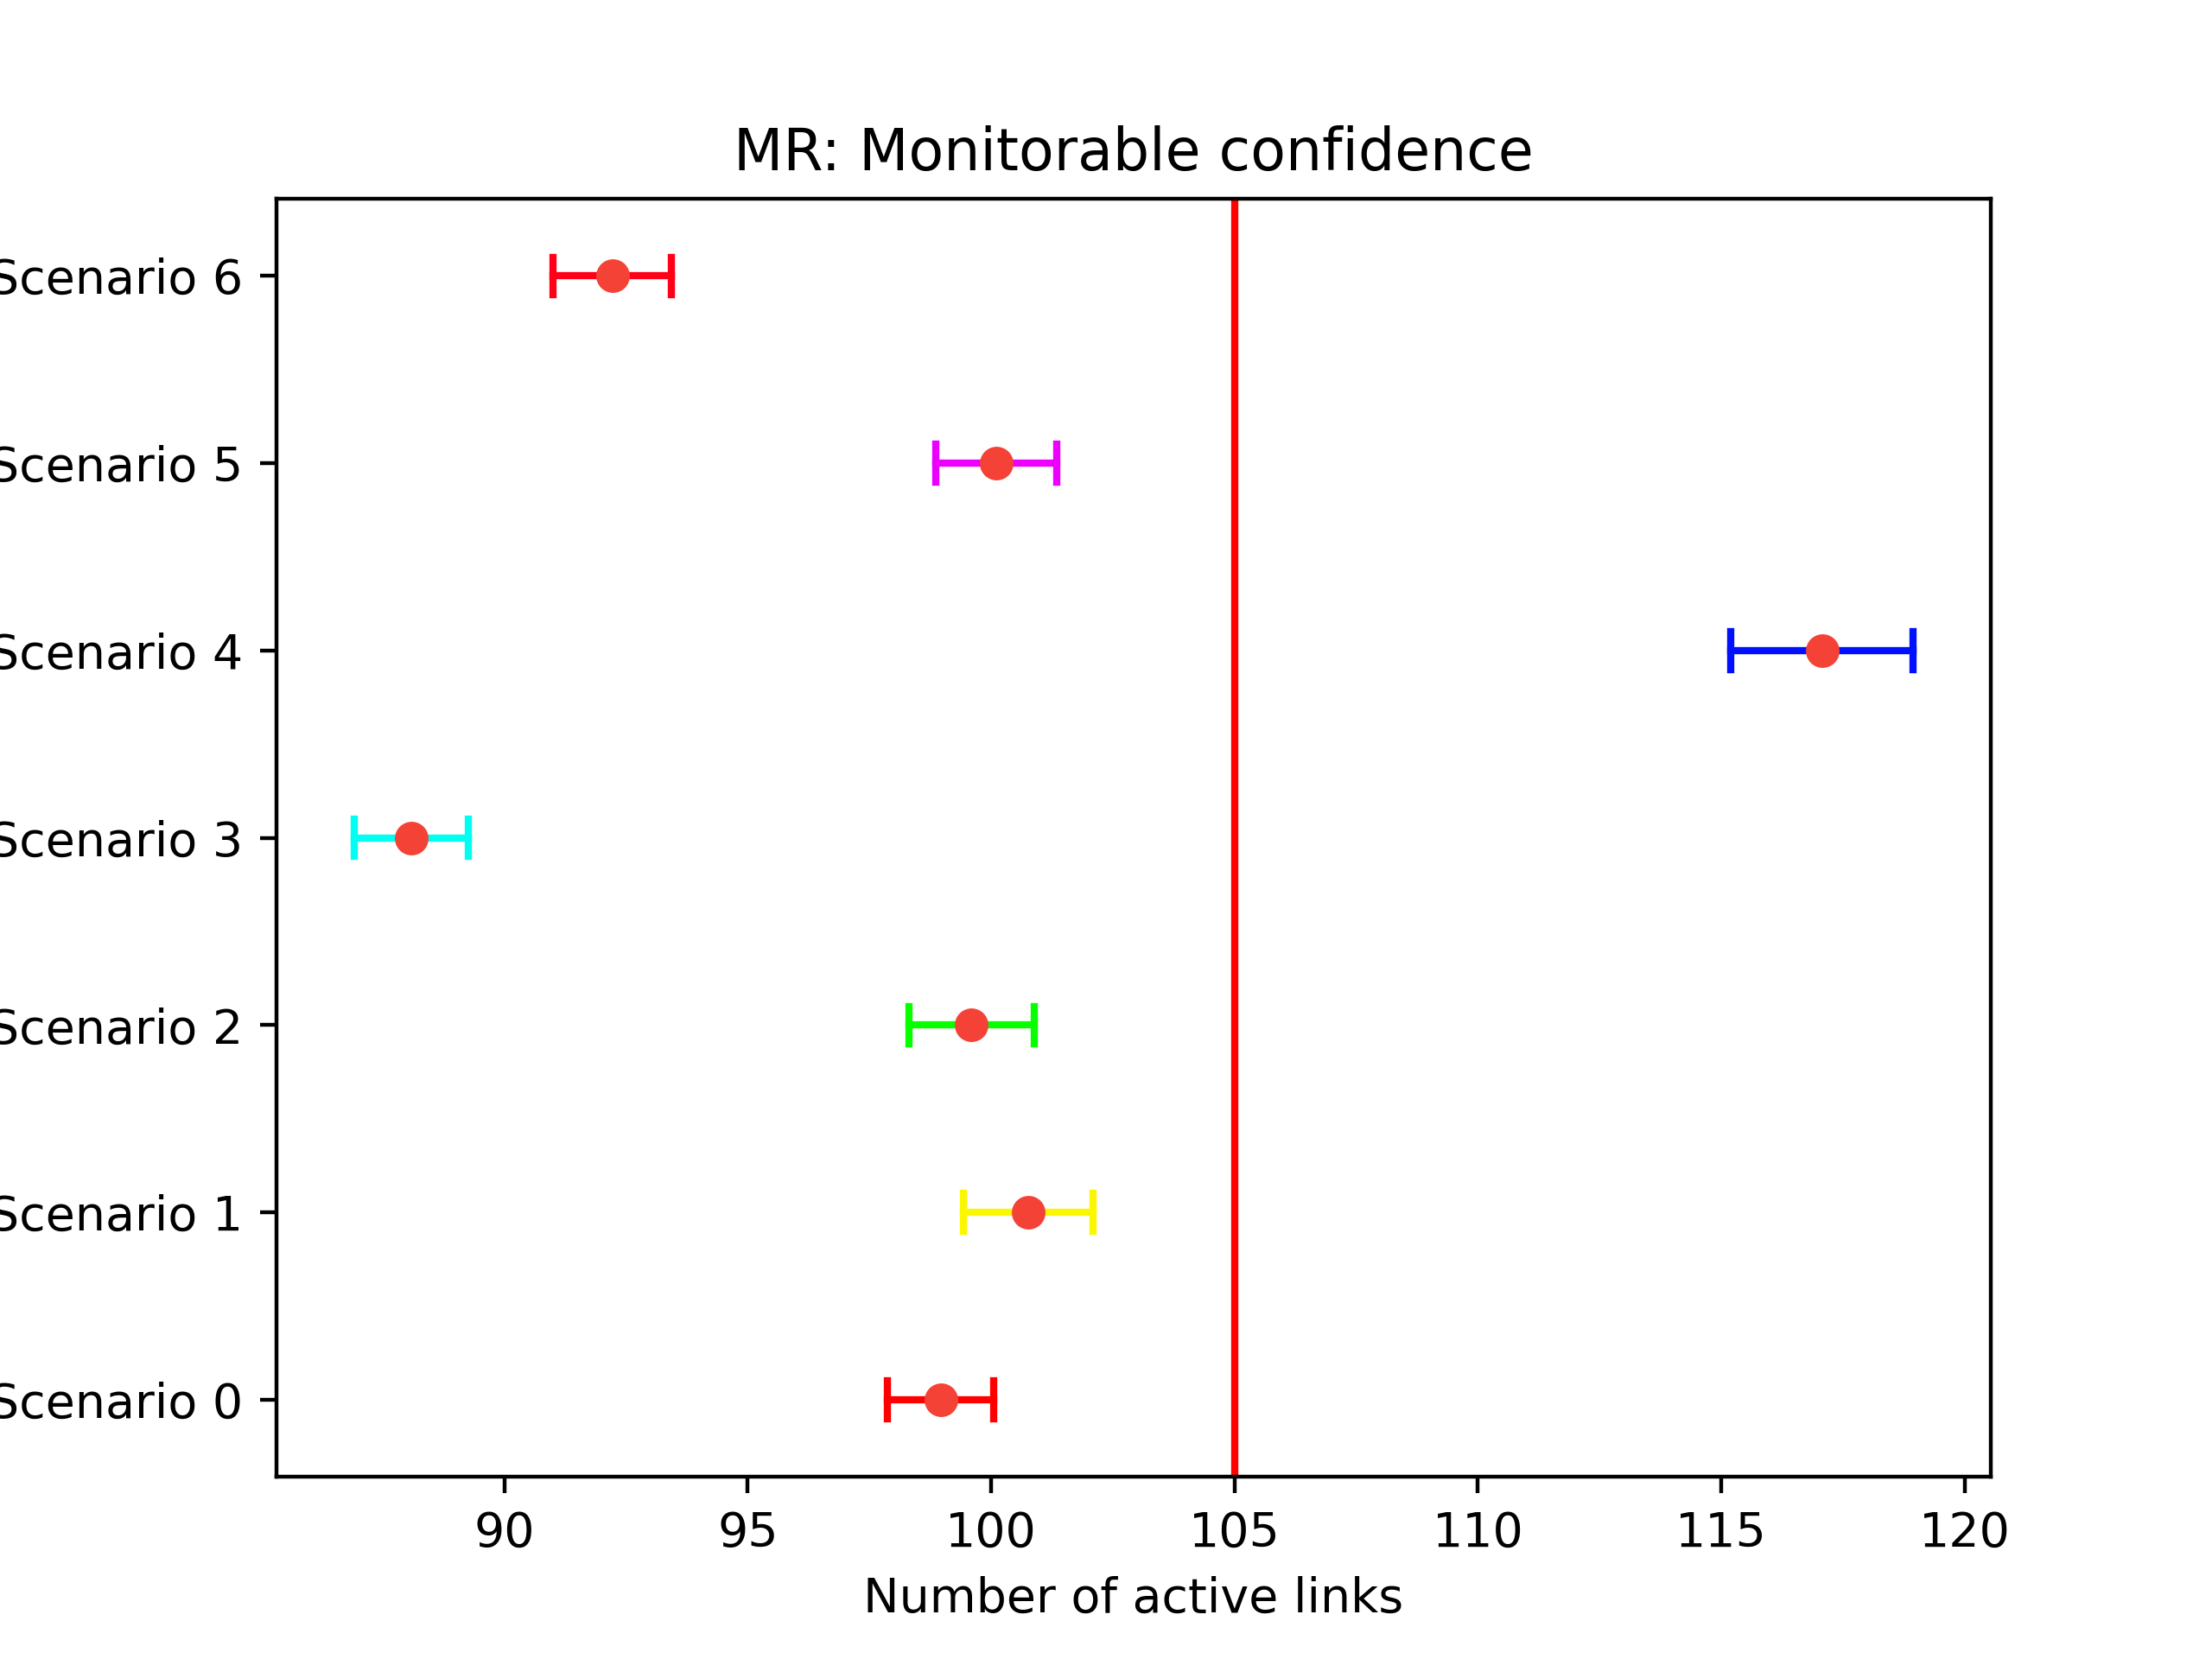 MR: Monitorable confidence
Scenario 6
Scenario 5
Scenario 4
Scenario 3
Scenario 2
Scenario 1
Scenario 0
90 95 100 105 110 115 120
Number of active links